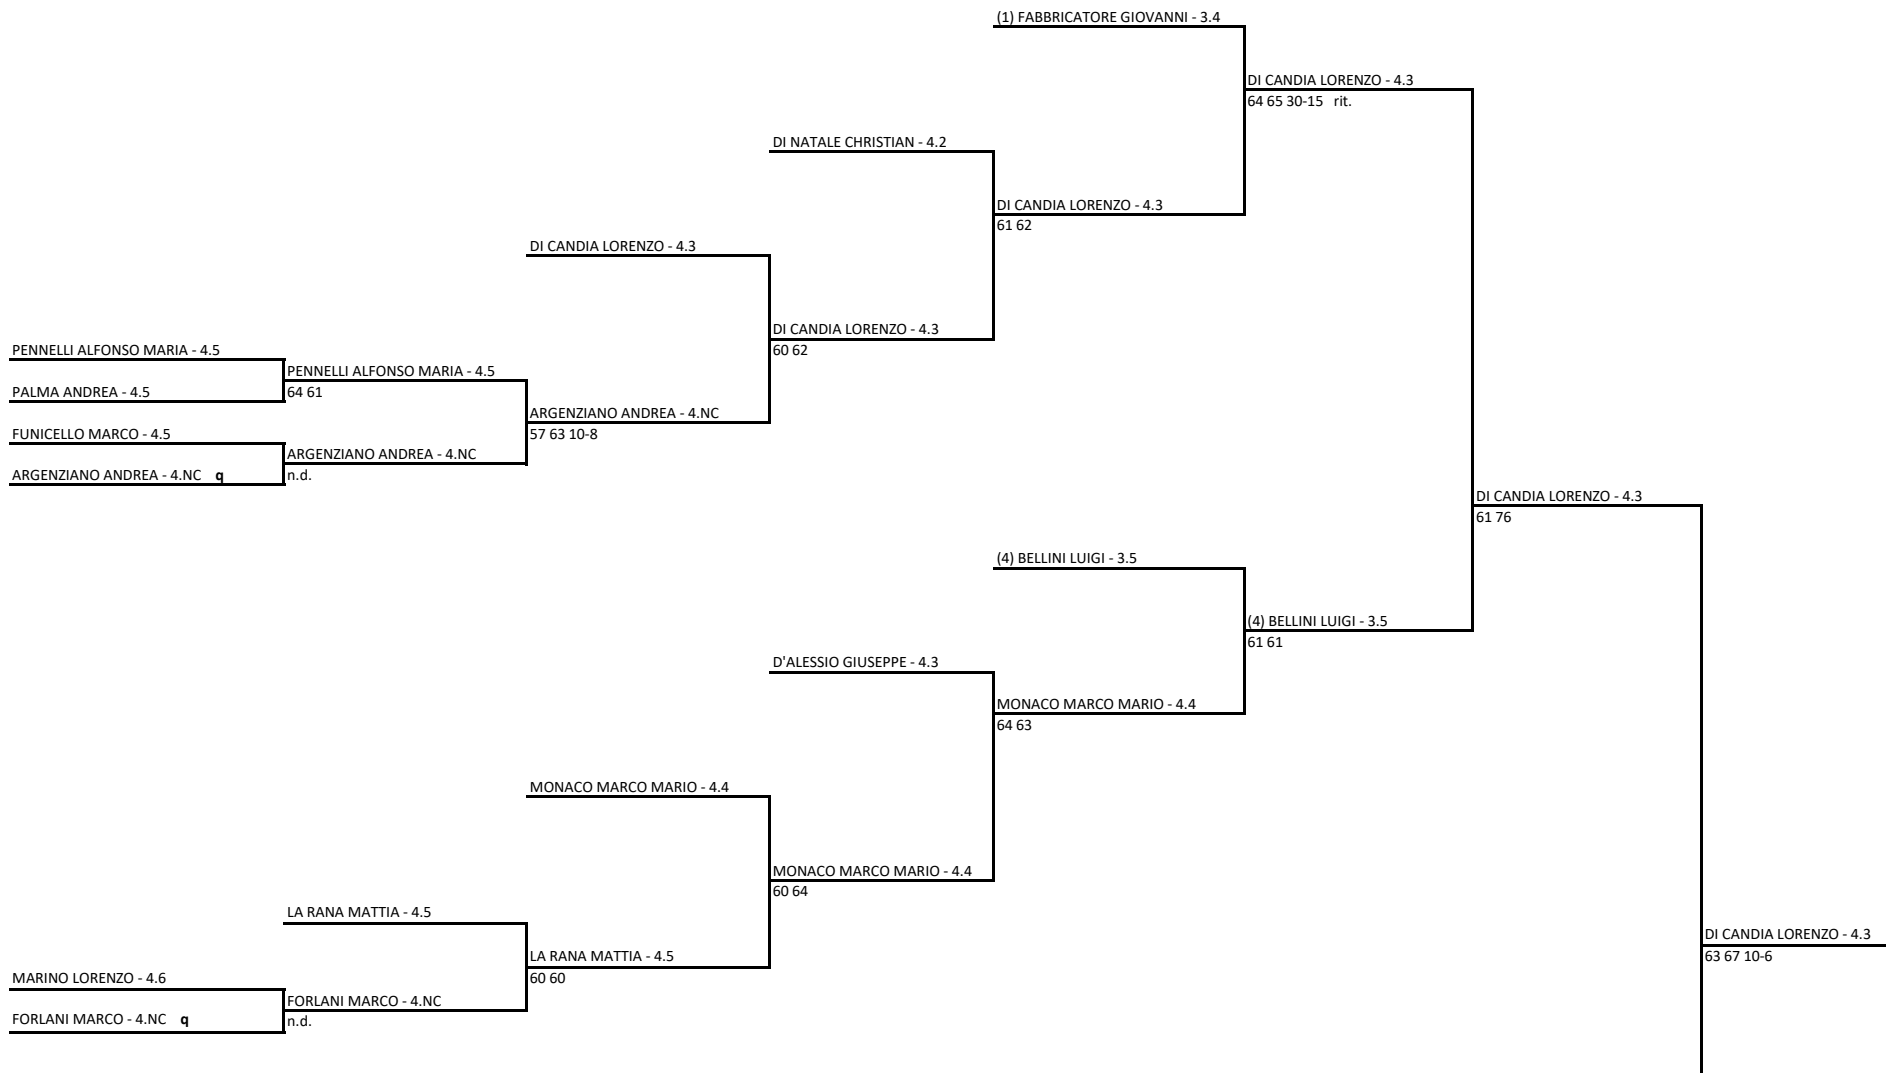 (1) FABBRICATORE GIOVANNI - 3.4
DI CANDIA LORENZO - 4.3
64 65 30-15 rit.
DI NATALE CHRISTIAN - 4.2
DI CANDIA LORENZO - 4.3
61 62
DI CANDIA LORENZO - 4.3
DI CANDIA LORENZO - 4.3
60 62
PENNELLI ALFONSO MARIA - 4.5
PENNELLI ALFONSO MARIA - 4.5
64 61
PALMA ANDREA - 4.5
ARGENZIANO ANDREA - 4.NC
57 63 10-8
FUNICELLO MARCO - 4.5
ARGENZIANO ANDREA - 4.NC
n.d.
ARGENZIANO ANDREA - 4.NC q
DI CANDIA LORENZO - 4.3
61 76
(4) BELLINI LUIGI - 3.5
(4) BELLINI LUIGI - 3.5
61 61
D'ALESSIO GIUSEPPE - 4.3
MONACO MARCO MARIO - 4.4
64 63
MONACO MARCO MARIO - 4.4
MONACO MARCO MARIO - 4.4
60 64
LA RANA MATTIA - 4.5
DI CANDIA LORENZO - 4.3
63 67 10-6
LA RANA MATTIA - 4.5
60 60
MARINO LORENZO - 4.6
FORLANI MARCO - 4.NC
n.d.
FORLANI MARCO - 4.NC q